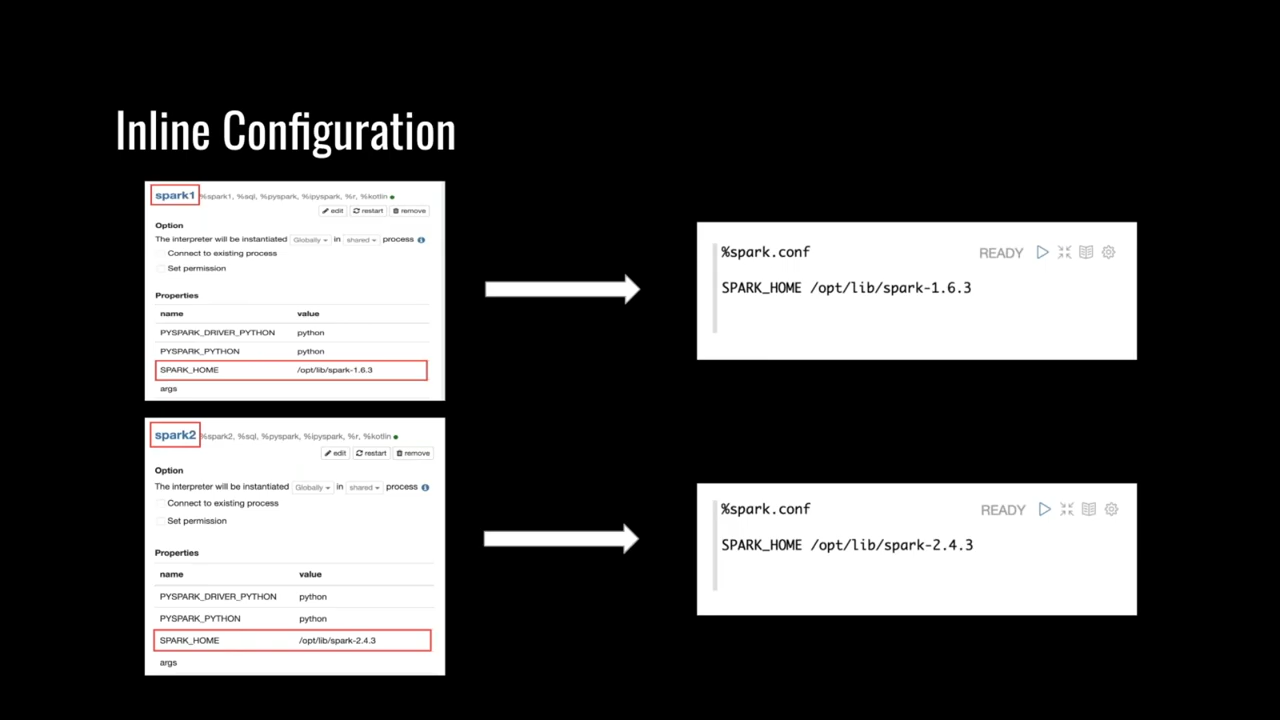 Inline Configuration
spark1 %spark1, %sql, %pyspark, %ipyspark, %r, %kotlin
edit restart remove
Option
The interpreter will be instantiated Globally in shared process
Connect to existing process
Set permission
Properties
name value
PYSPARK_DRIVER_PYTHON python
PYSPARK_PYTHON python
SPARK_HOME /opt/lib/spark-1.6.3
args
%spark.conf READY
SPARK_HOME /opt/lib/spark-1.6.3
spark2 %spark2, %sql, %pyspark, %ipyspark, %r, %kotlin
edit restart remove
Option
The interpreter will be instantiated Globally in shared process
Connect to existing process
Set permission
Properties
name value
PYSPARK_DRIVER_PYTHON python
PYSPARK_PYTHON python
SPARK_HOME /opt/lib/spark-2.4.3
args
%spark.conf READY
SPARK_HOME /opt/lib/spark-2.4.3